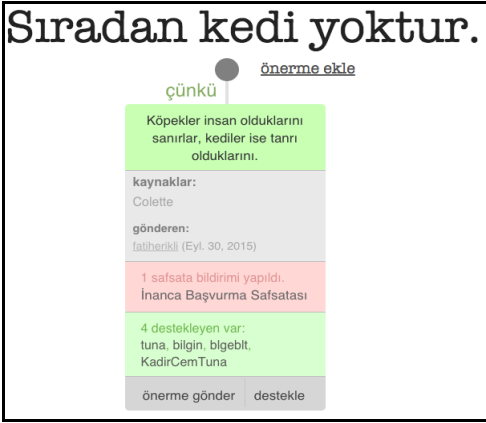 Sıradan kedi yoktur.
önerme ekle
çünkü
Köpekler insan olduklarını
sanırlar, kediler ise tanrı
olduklarını.
kaynaklar:
Colette
gönderen:
fatiherikli (Eyl. 30, 2015)
1 safsata bildirimi yapıldı.
İnanca Başvurma Safsatası
4 destekleyen var:
tuna, bilgin, blgeblt,
KadirCemTuna
önerme gönder destekle